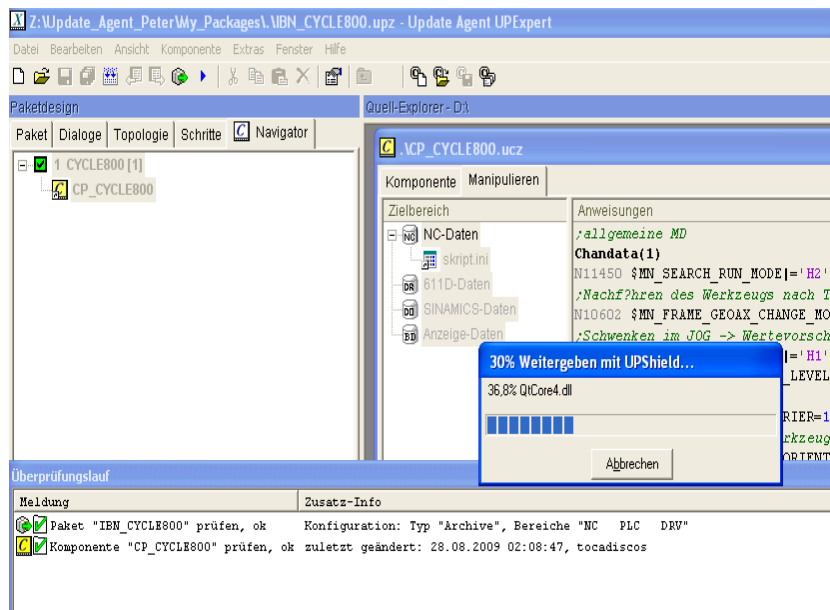 Z:\Update_Agent_Peter\My_Packages\.\IBN_CYCLE800.upz - Update Agent UPExpert
Datei Bearbeiten Ansicht Komponente Extras Fenster Hilfe
Paketdesign
Quell-Explorer - D:\
Paket Dialoge Topologie Schritte Navigator
1 CYCLE800 [1]
CP_CYCLE800
.\CP_CYCLE800.ucz
Komponente Manipulieren
Zielbereich
NC-Daten
skript.ini
611D-Daten
SINAMICS-Daten
Anzeige-Daten
Anweisungen
;allgemeine MD
Chandata(1)
N11450 $MN_SEARCH_RUN_MODE|='H2'
;Nachf?hren des Werkzeugs nach T
N10602 $MN_FRAME_GEOAX_CHANGE_MO
;Schwenken im JOG -> Wertevorsch
|='H1'
_LEVEL
RIER=1
rkzeug
ORIENT
30% Weitergeben mit UPShield...
36,8% QtCore4.dll
Abbrechen
Überprüfungslauf
Meldung Zusatz-Info
Paket "IBN_CYCLE800" prüfen, ok Konfiguration: Typ "Archive", Bereiche "NC PLC DRV"
Komponente "CP_CYCLE800" prüfen, ok zuletzt geändert: 28.08.2009 02:08:47, tocadiscos